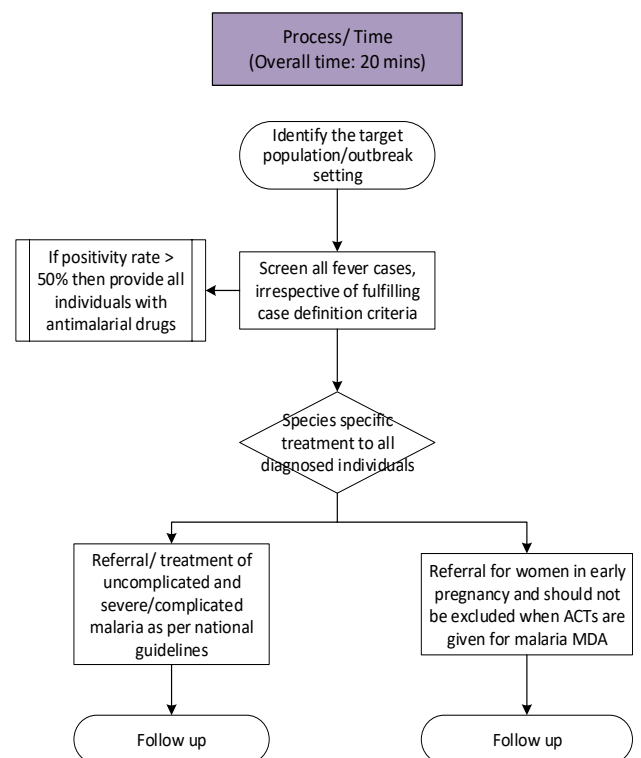 Process/ Time
(Overall time: 20 mins)
Identify the target
population/outbreak
setting
If positivity rate >
50% then provide all
individuals with
antimalarial drugs
Screen all fever cases,
irrespective of fulfilling
case definition criteria
Species specific
treatment to all
diagnosed individuals
Referral/ treatment of
uncomplicated and
severe/complicated
malaria as per national
guidelines
Referral for women in early
pregnancy and should not
be excluded when ACTs are
given for malaria MDA
Follow up
Follow up